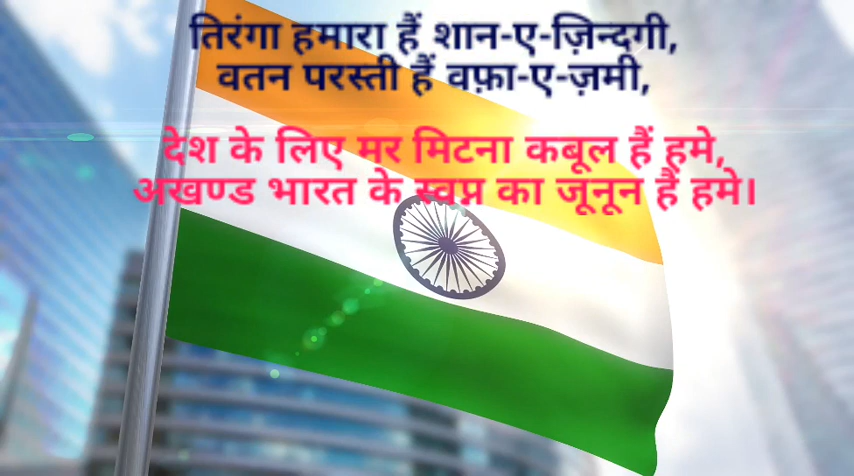 तिरंगा हमारा हैं शान-ए-ज़िन्दगी,
वतन परस्ती हैं वफ़ा-ए-ज़मी,
देश के लिए मर मिटना कबूल हैं हमे,
अखण्ड भारत के स्वप्न का जूनून हैं हमे।